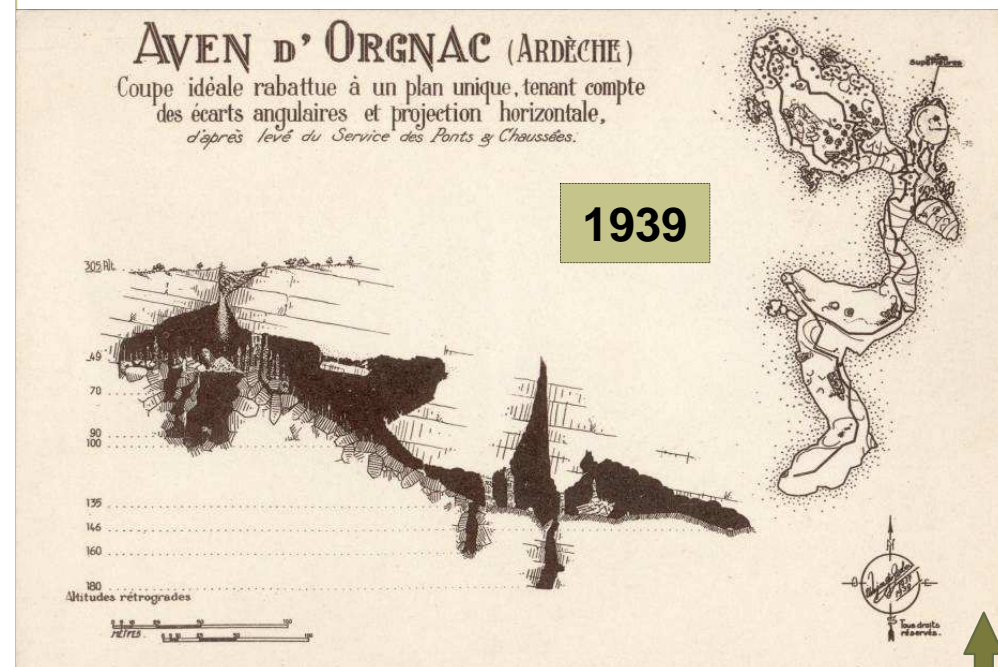 AVEN D' ORGNAC (ARDÈCHE)
Coupe idéale rabattue à un plan unique, tenant compte
des écarts angulaires et projection horizontale,
d'après levé du Service des Ponts & Chaussées.
Supérieures
-75
1939
305 Alt.
-49
70
90
100
135
146
160
180
Altitudes rétrogrades
MÈTRES.
N
O
E
S
Tous droits
réservés.